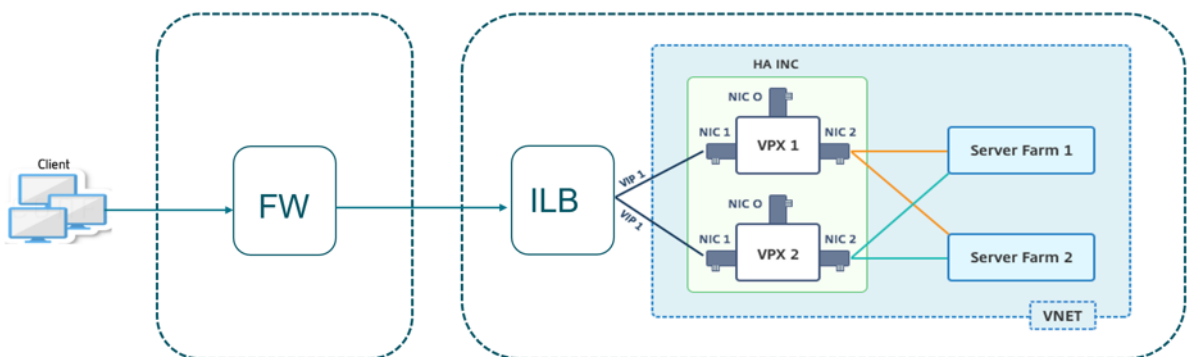 Client
FW
ILB
VIP 1
VIP 1
HA INC
NIC O
NIC 1
VPX 1
NIC 2
NIC O
NIC 1
VPX 2
NIC 2
Server Farm 1
Server Farm 2
VNET